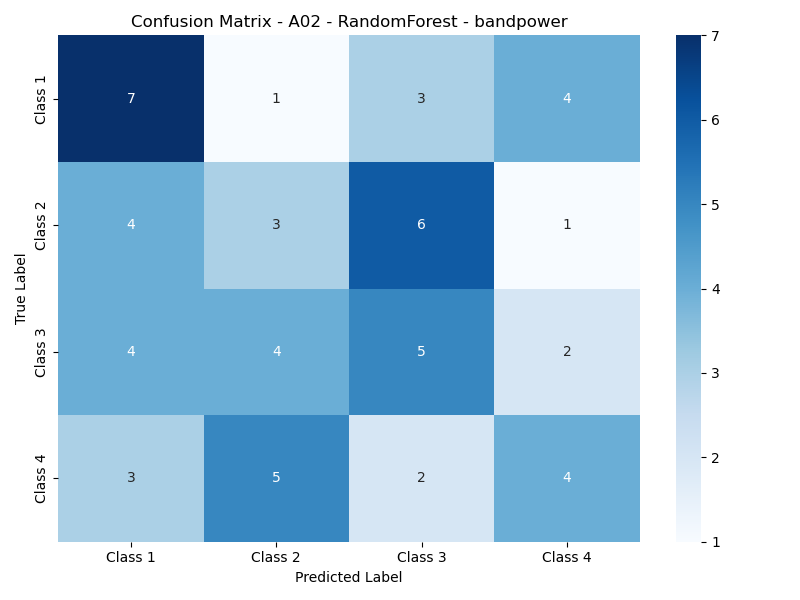 Confusion Matrix - A02 - RandomForest - bandpower
True Label
Class 1
7 1 3 4
Class 2
4 3 6 1
Class 3
4 4 5 2
Class 4
3 5 2 4
Class 1 Class 2 Class 3 Class 4
Predicted Label
7
6
5
4
3
2
1